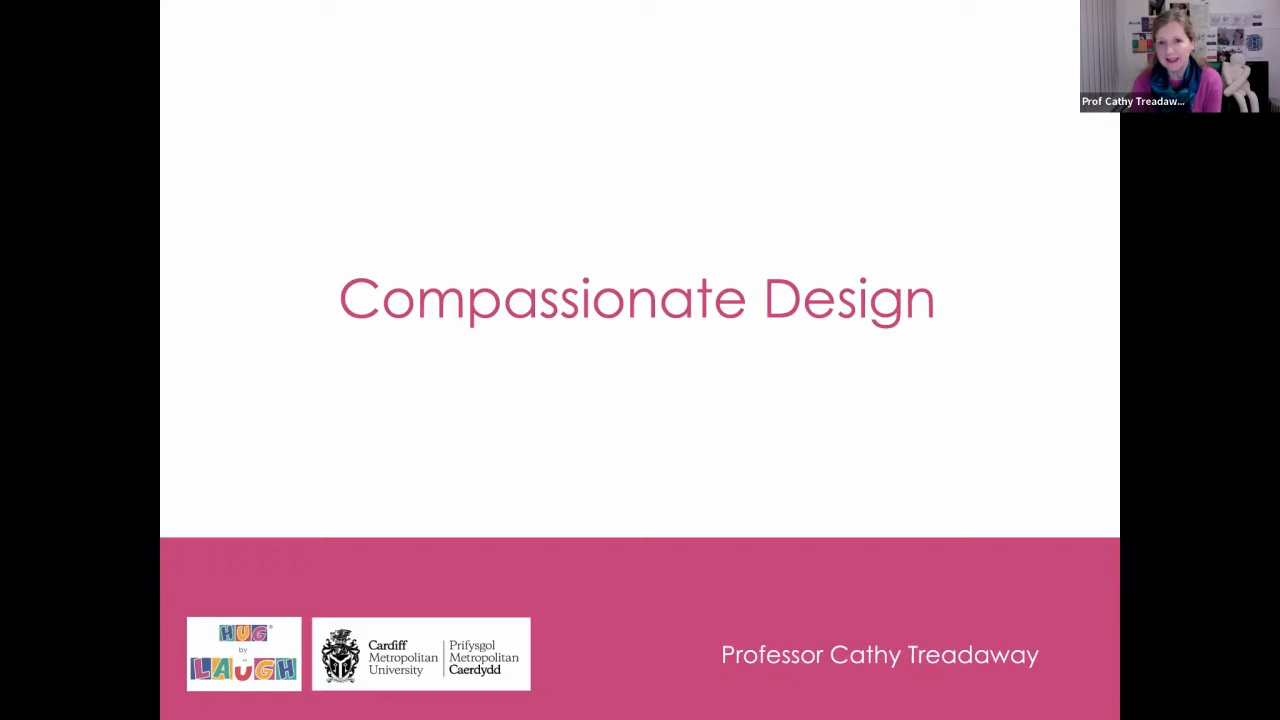 Prof Cathy Treadaw...
Compassionate Design
HUG®
by
LAUGH
Cardiff
Metropolitan
University
Prifysgol
Metropolitan
Caerdydd
Professor Cathy Treadaway